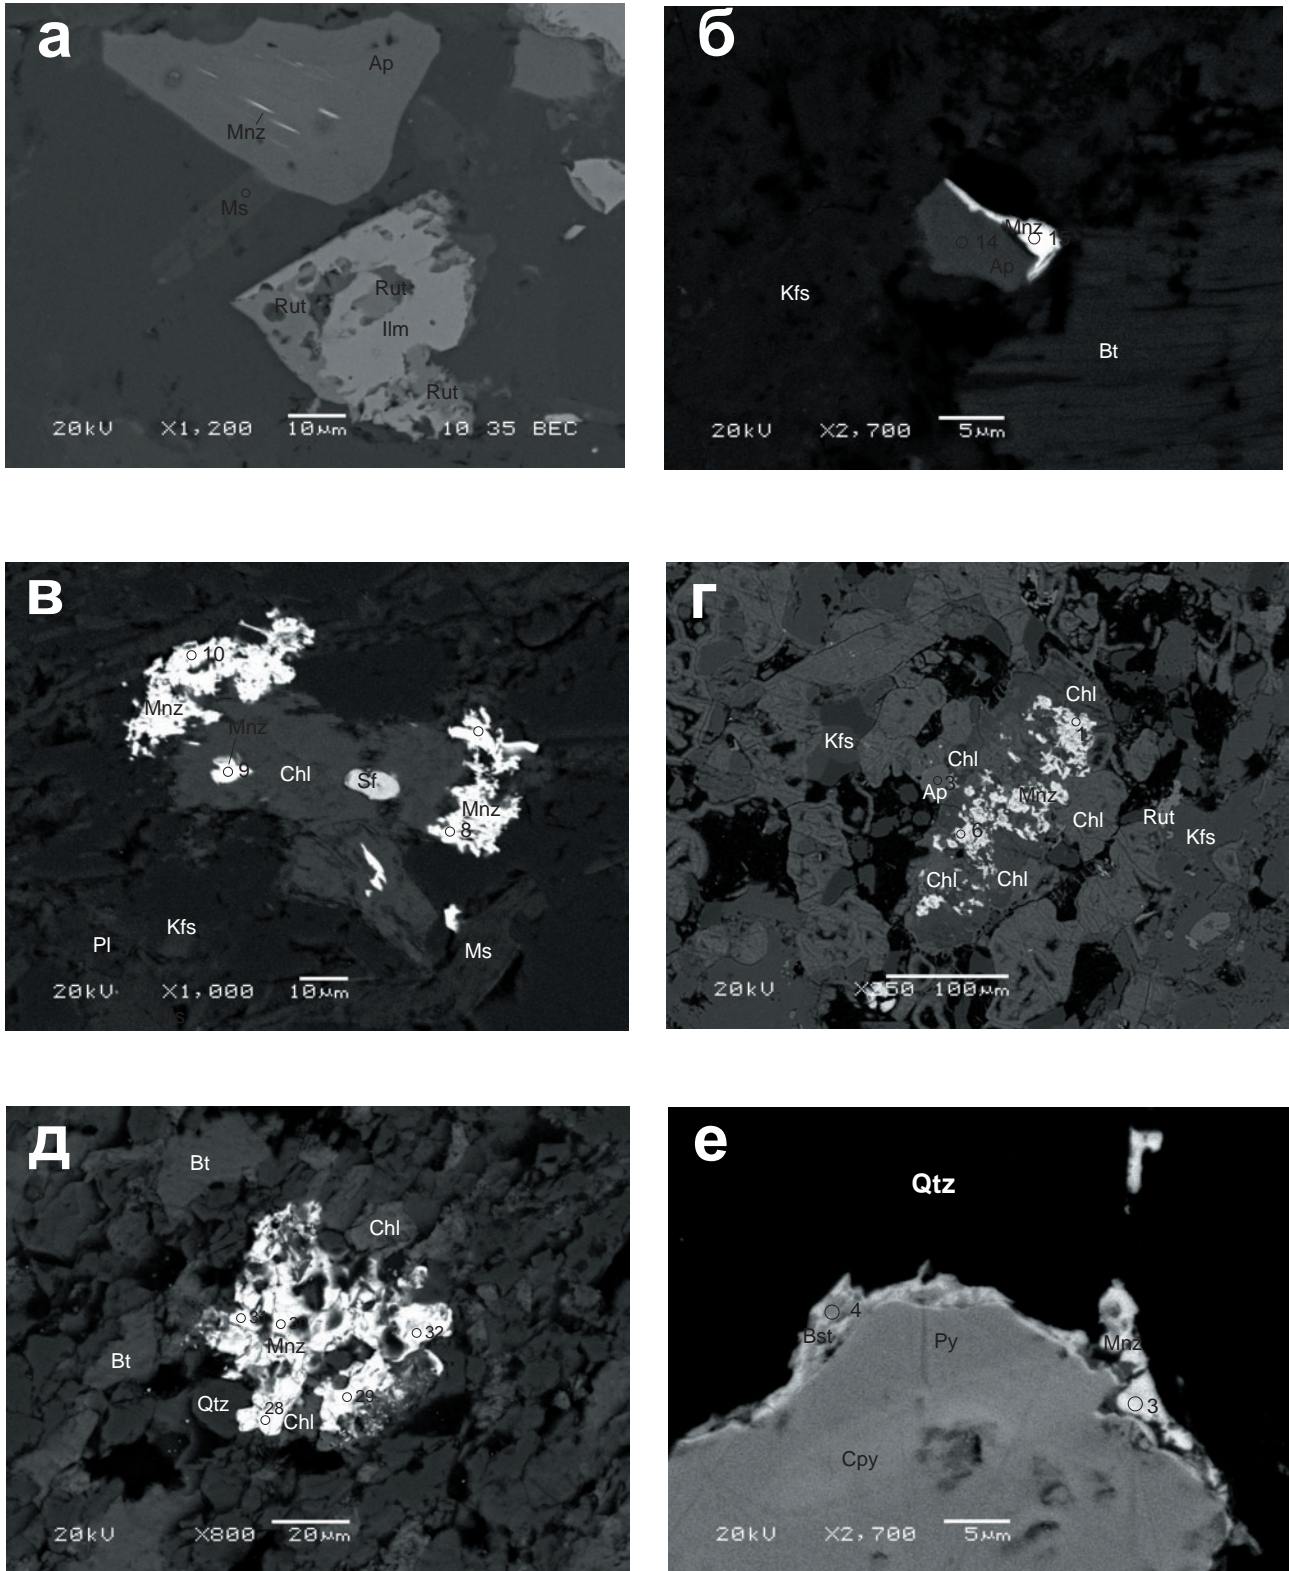 а
Ap
Mnz
Ms
Rut
Rut
Ilm
Rut
20kV X1,200 10µm 10 35 BEC
б
Mnz
14
15
Ap
Kfs
Bt
20kV X2,700 5µm
в
10
Mnz
Mnz
9
Chl
Sf
Mnz
8
Kfs
Pl
Ms
20kV X1,000 10µm
s
г
Chl
1
Kfs
Chl
3
Ap
Mnz
Chl
Rut
6
Kfs
Chl
Chl
20kV X350 100µm
д
Bt
Chl
32
Mnz
Bt
29
Qtz
28
Chl
20kV X800 20µm
е
Qtz
4
Bst
Py
Mnz
3
Cpy
20kV X2,700 5µm